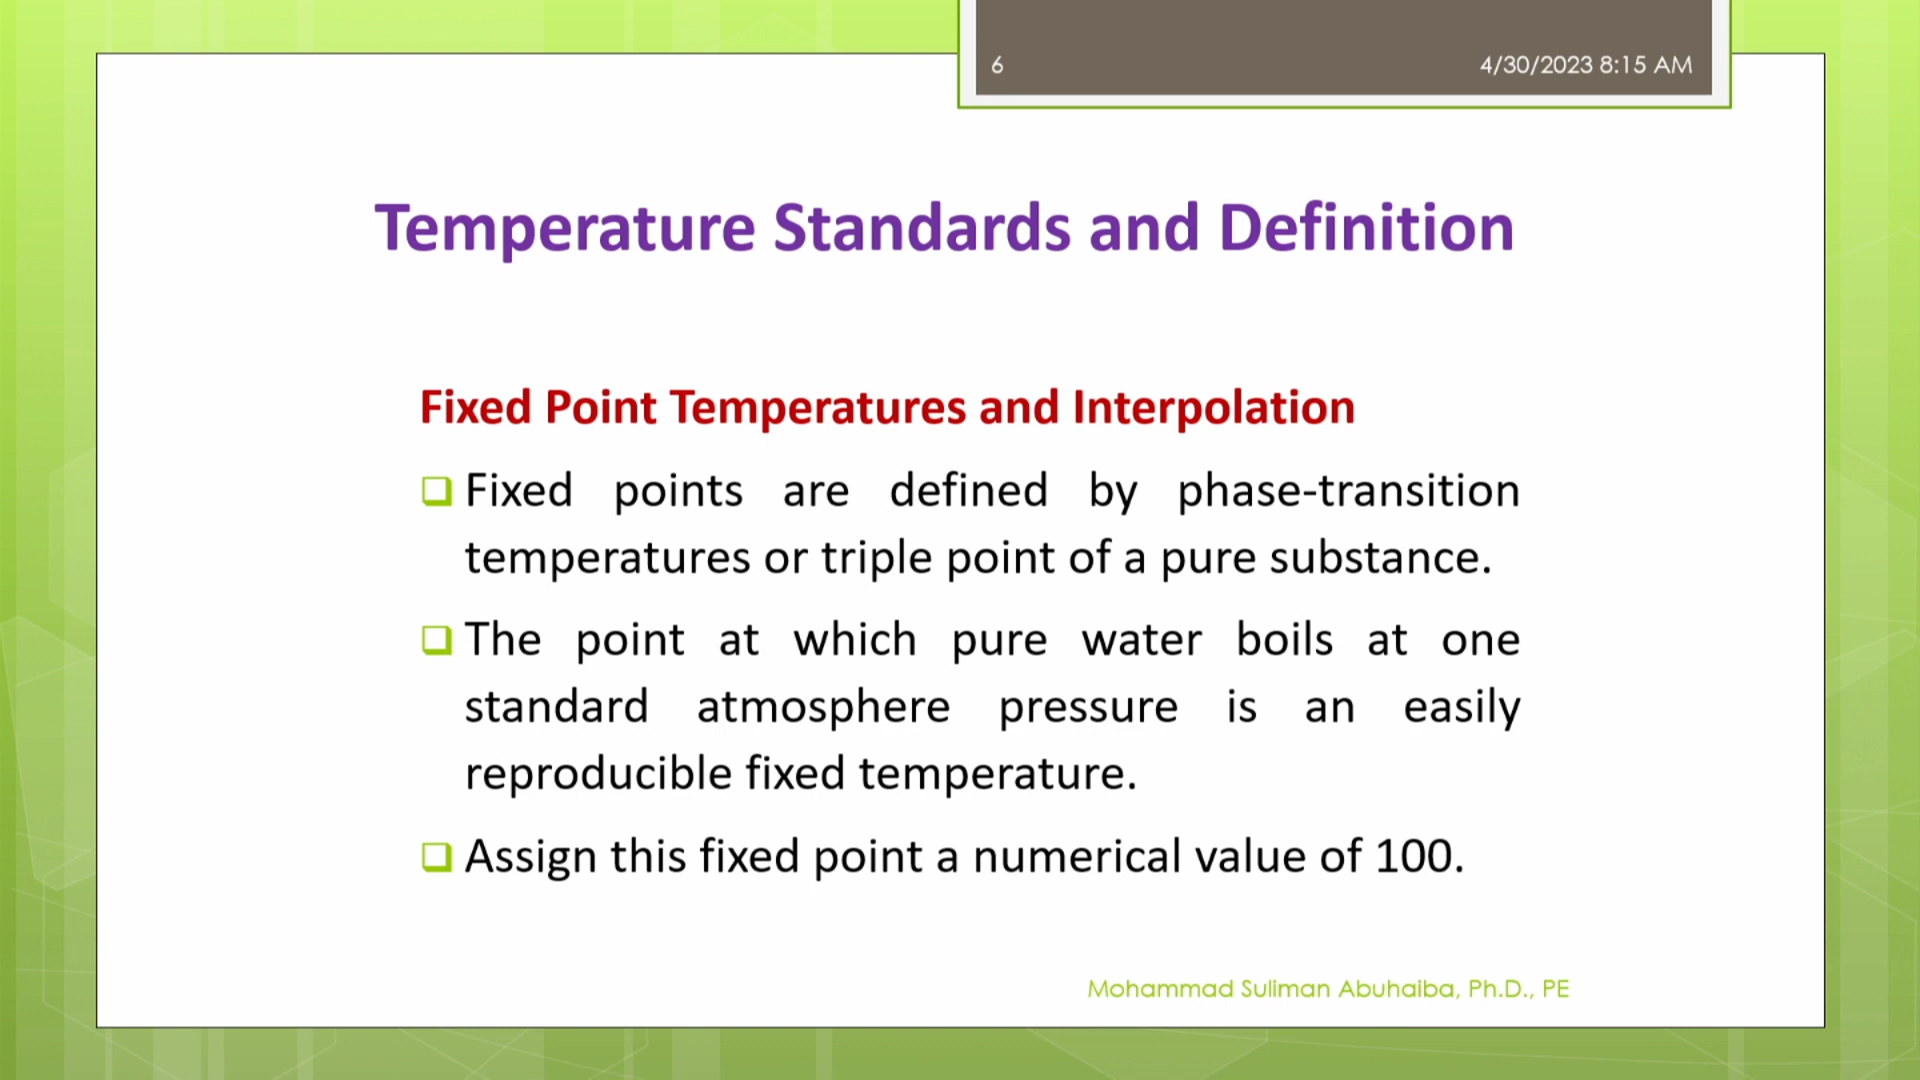 6
4/30/2023 8:15 AM
Temperature Standards and Definition
Fixed Point Temperatures and Interpolation
Fixed points are defined by phase-transition
temperatures or triple point of a pure substance.
The point at which pure water boils at one
standard atmosphere pressure is an easily
reproducible fixed temperature.
Assign this fixed point a numerical value of 100.
Mohammad Suliman Abuhaiba, Ph.D., PE